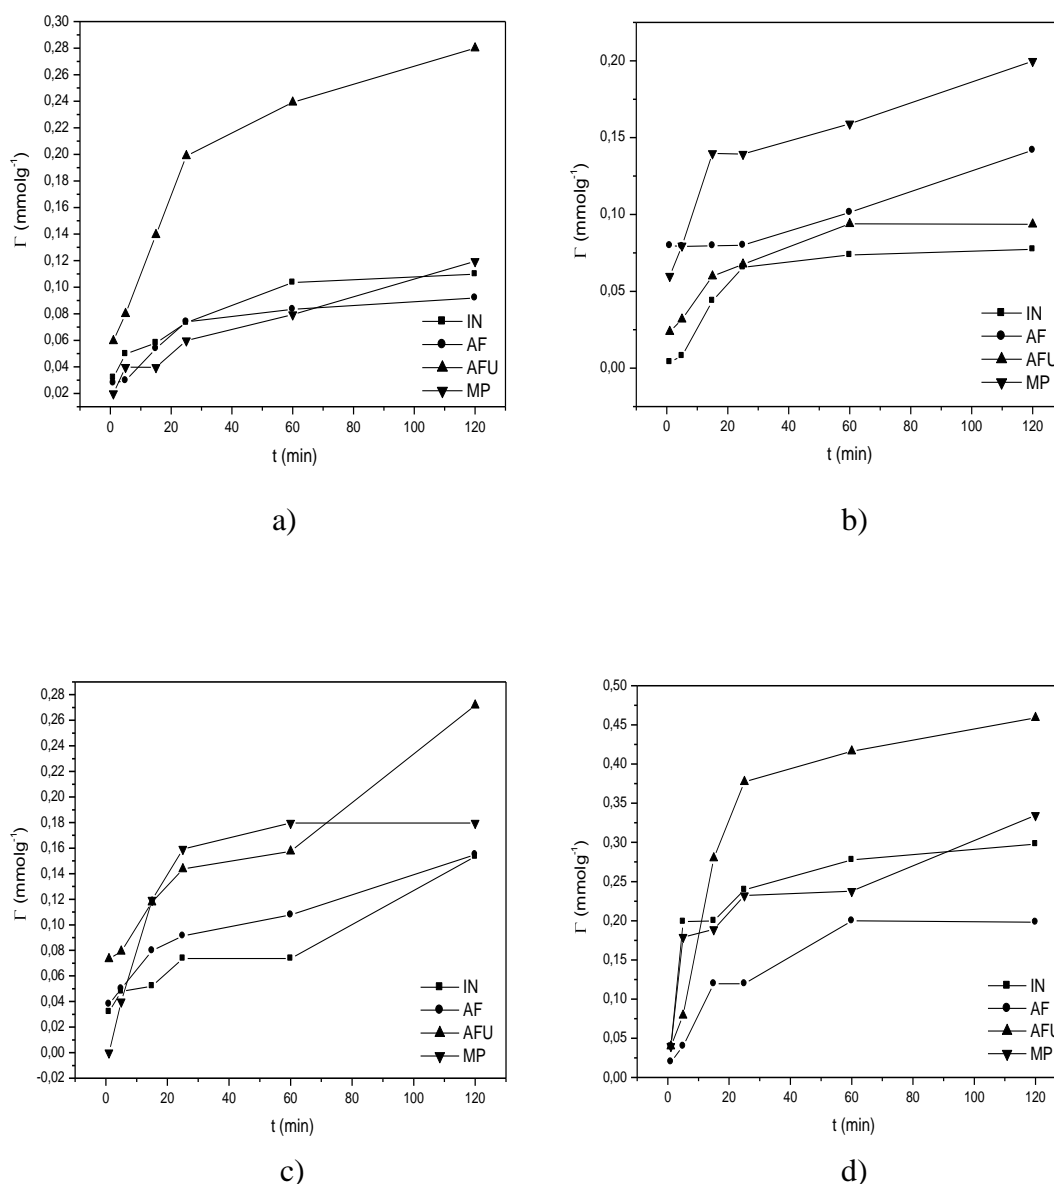 0,30
0,28
0,26
0,24
0,22
0,20
0,18
0,16
0,14
0,12
0,10
0,08
0,06
0,04
0,02
Γ (mmolg⁻¹)
IN
AF
AFU
MP
0 20 40 60 80 100 120
t (min)
a)
0,20
0,15
0,10
0,05
0,00
Γ (mmolg⁻¹)
IN
AF
AFU
MP
0 20 40 60 80 100 120
t (min)
b)
0,28
0,26
0,24
0,22
0,20
0,18
0,16
0,14
0,12
0,10
0,08
0,06
0,04
0,02
0,00
-0,02
Γ (mmolg⁻¹)
IN
AF
AFU
MP
0 20 40 60 80 100 120
t (min)
c)
0,50
0,45
0,40
0,35
0,30
0,25
0,20
0,15
0,10
0,05
0,00
Γ (mmolg⁻¹)
IN
AF
AFU
MP
0 20 40 60 80 100 120
t (min)
d)